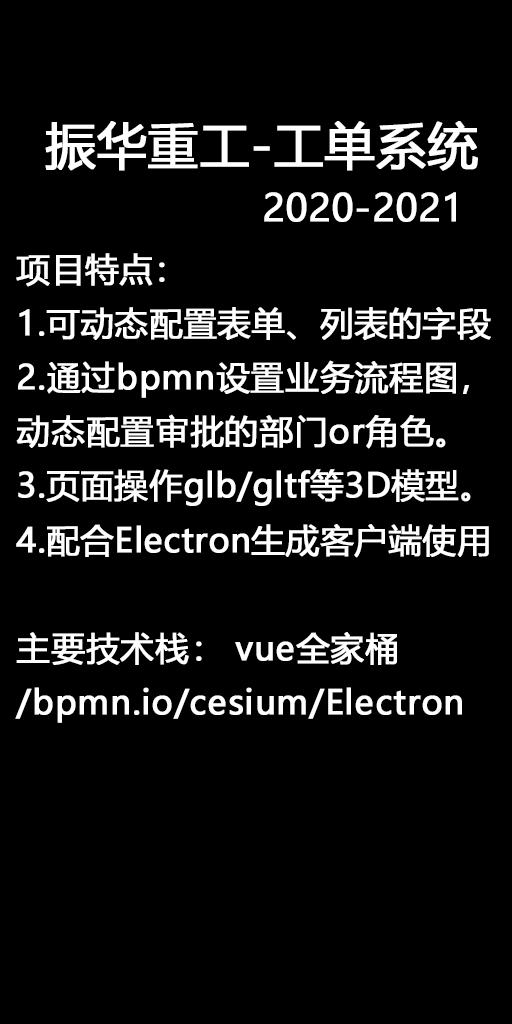 振华重工-工单系统
2020-2021
项目特点：
1.可动态配置表单、列表的字段
2.通过bpmn设置业务流程图，
动态配置审批的部门or角色。
3.页面操作glb/gltf等3D模型。
4.配合Electron生成客户端使用
主要技术栈： vue全家桶
/bpmn.io/cesium/Electron